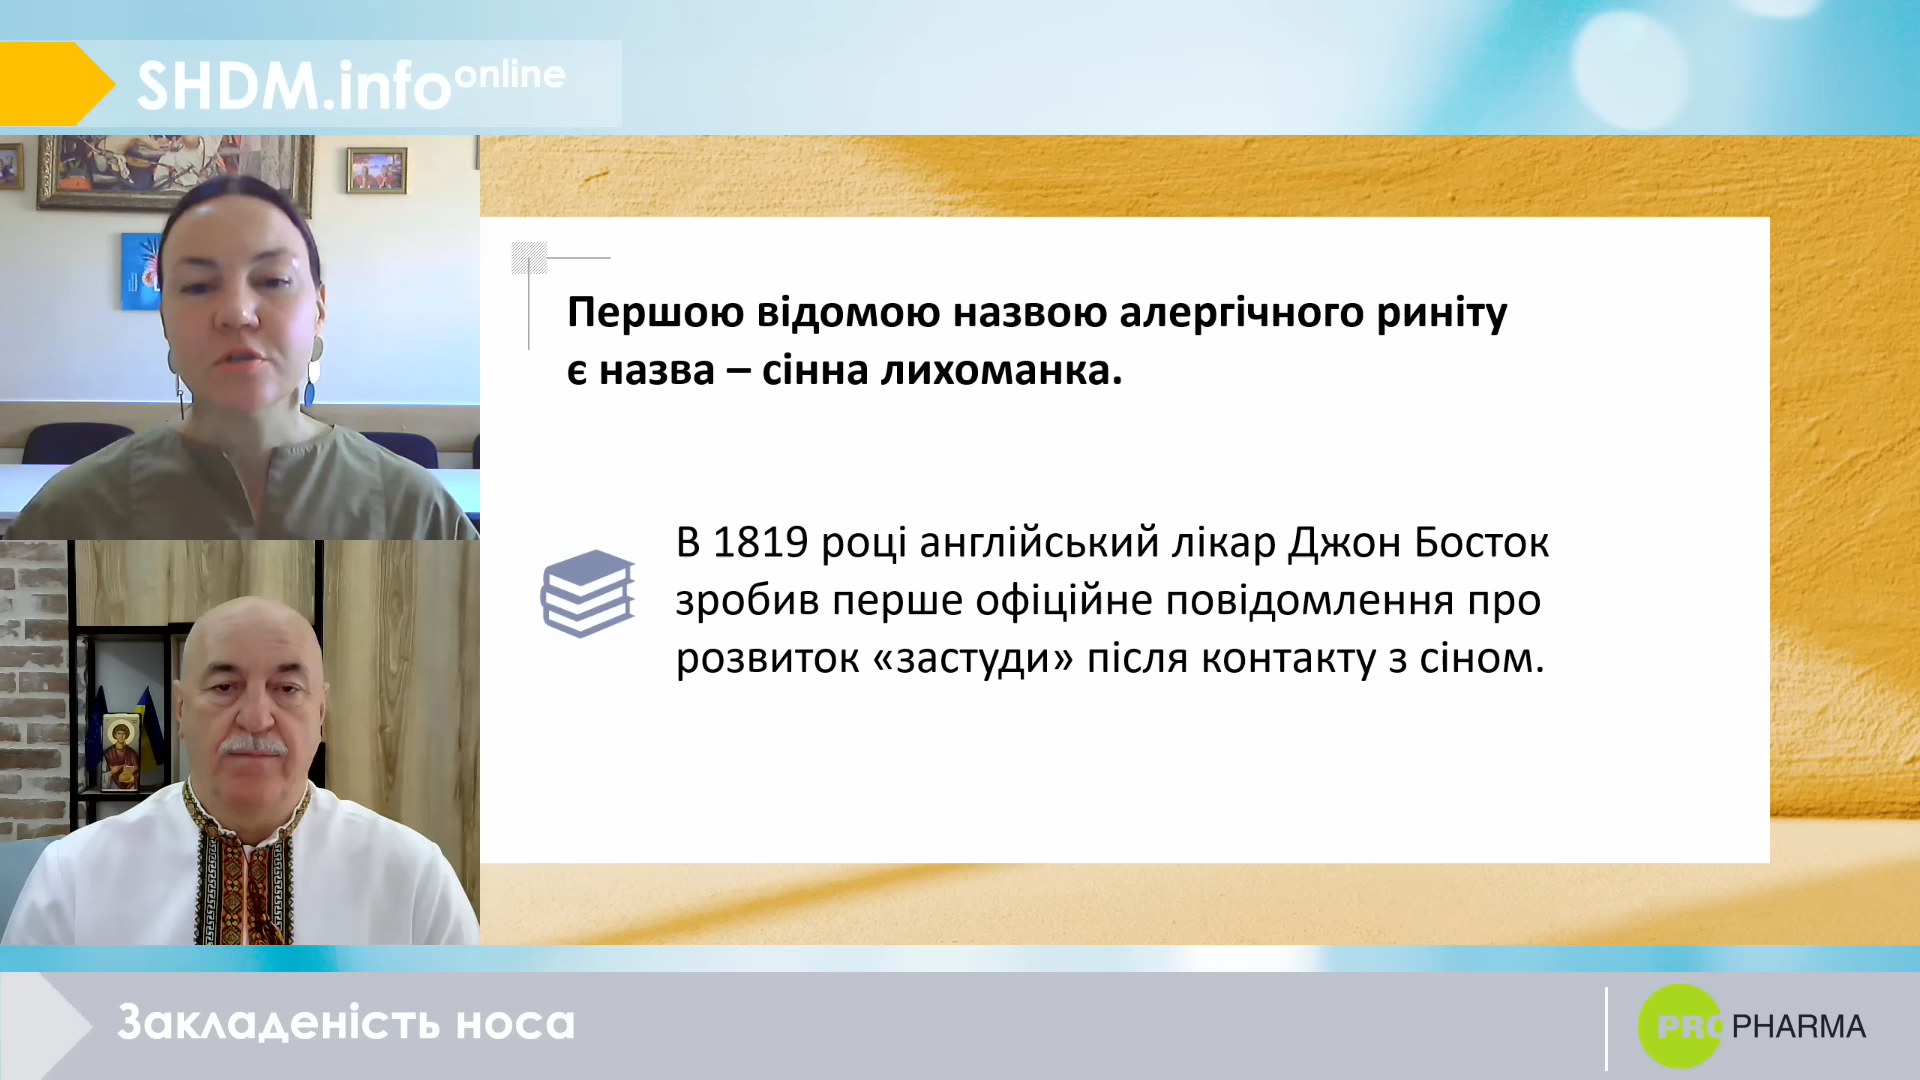 SHDM.info online
Першою відомою назвою алергічного риніту
є назва – сінна лихоманка.
В 1819 році англійський лікар Джон Босток
зробив перше офіційне повідомлення про
розвиток «застуди» після контакту з сіном.
Закладеність носа
PRO PHARMA